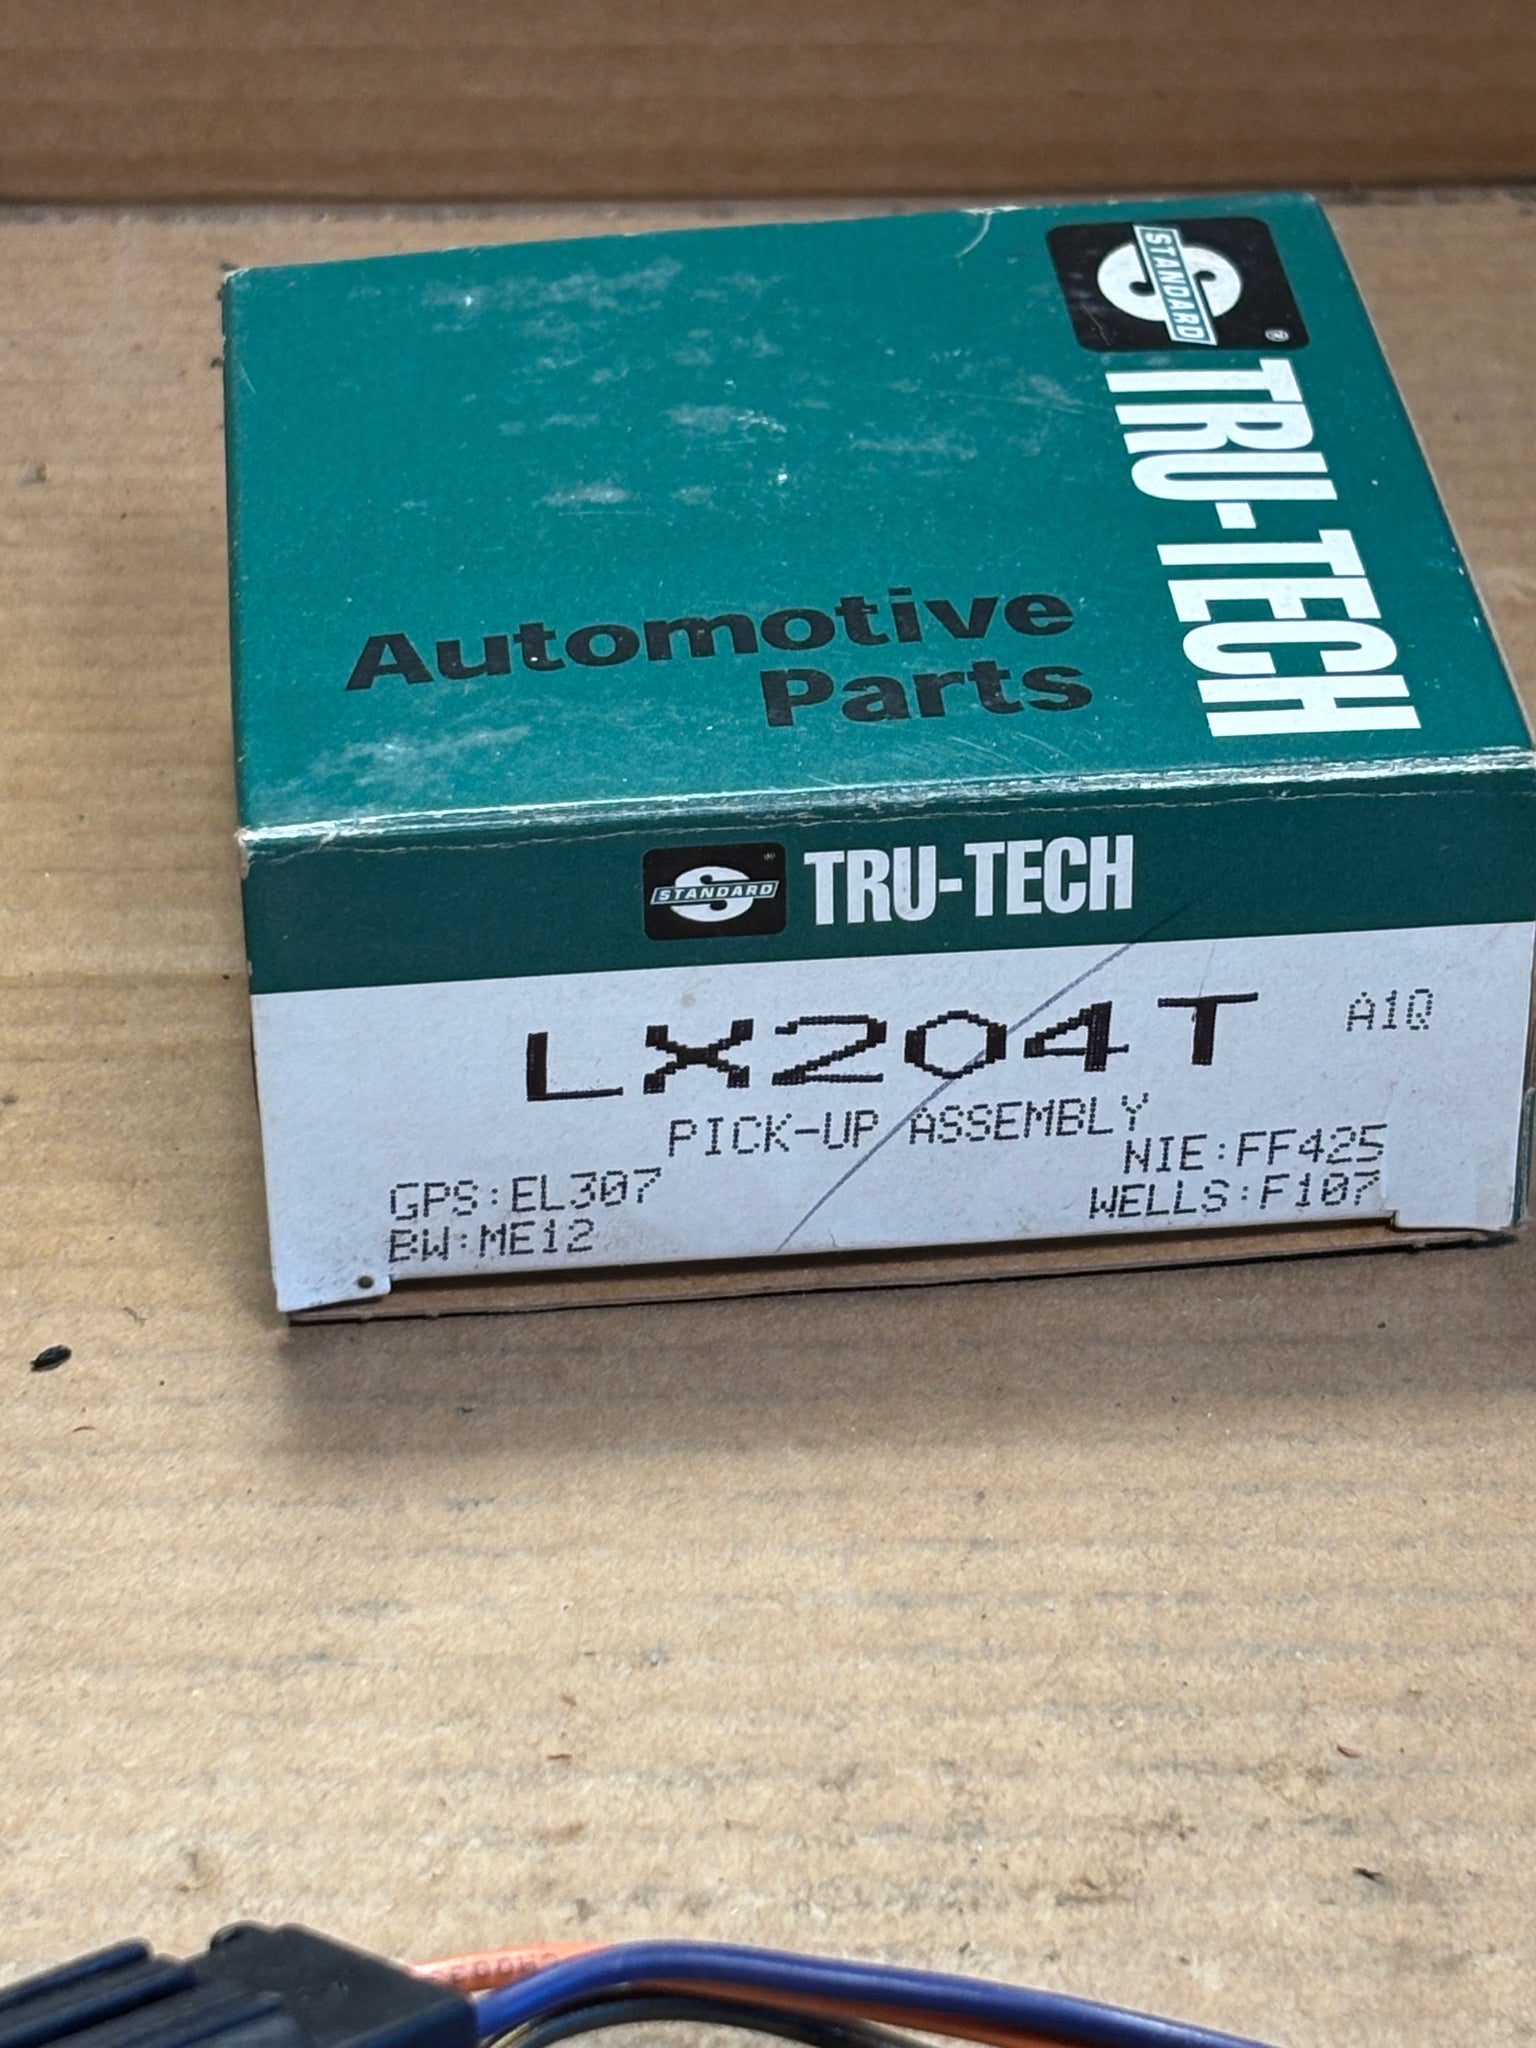 STANDARD
®
TRU-TECH
Automotive
Parts
STANDARD
®
TRU-TECH
LX204T
A1Q
PICK-UP ASSEMBLY
GPS:EL307
NIE:FF425
BW:ME12
WELLS:F107